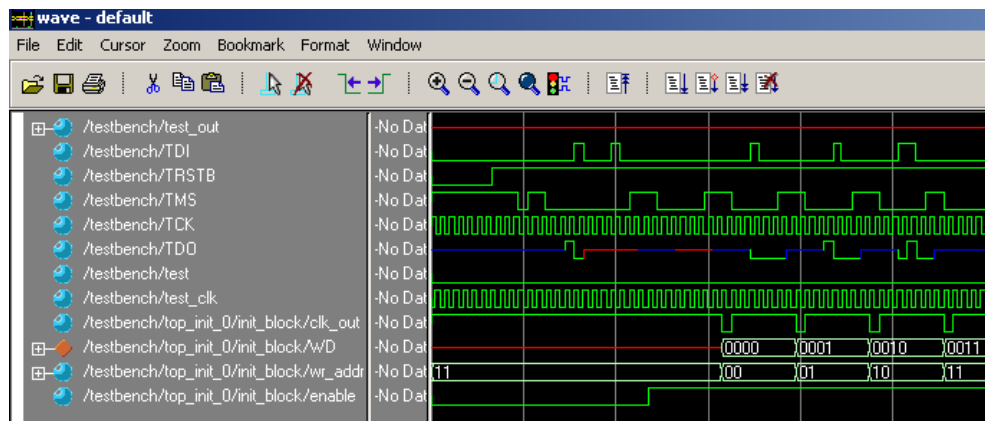 wave - default
File Edit Cursor Zoom Bookmark Format Window
/testbench/test_out -No Dat
/testbench/TDI -No Dat
/testbench/TRSTB -No Dat
/testbench/TMS -No Dat
/testbench/TCK -No Dat
/testbench/TDO -No Dat
/testbench/test -No Dat
/testbench/test_clk -No Dat
/testbench/top_init_0/init_block/clk_out -No Dat
/testbench/top_init_0/init_block/WD -No Dat 0000 0001 0010 0011
/testbench/top_init_0/init_block/wr_addr -No Dat 11 00 01 10 11
/testbench/top_init_0/init_block/enable -No Dat